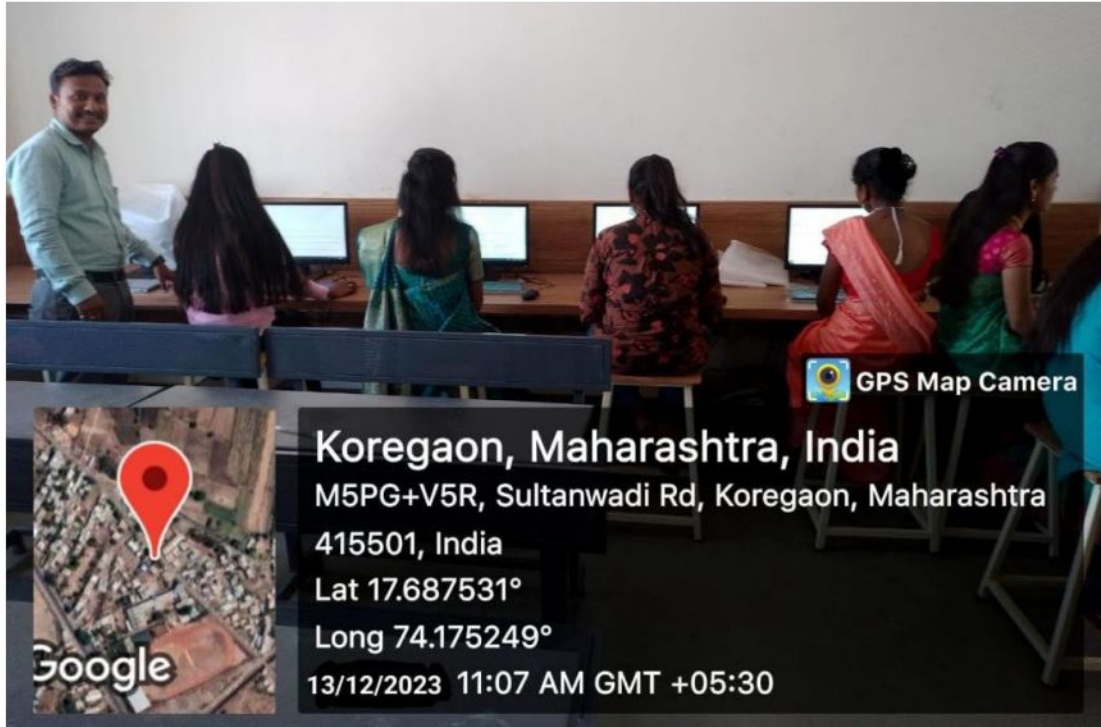 GPS Map Camera
Koregaon, Maharashtra, India
M5PG+V5R, Sultanwadi Rd, Koregaon, Maharashtra
415501, India
Lat 17.687531°
Long 74.175249°
13/12/2023 11:07 AM GMT +05:30
Google